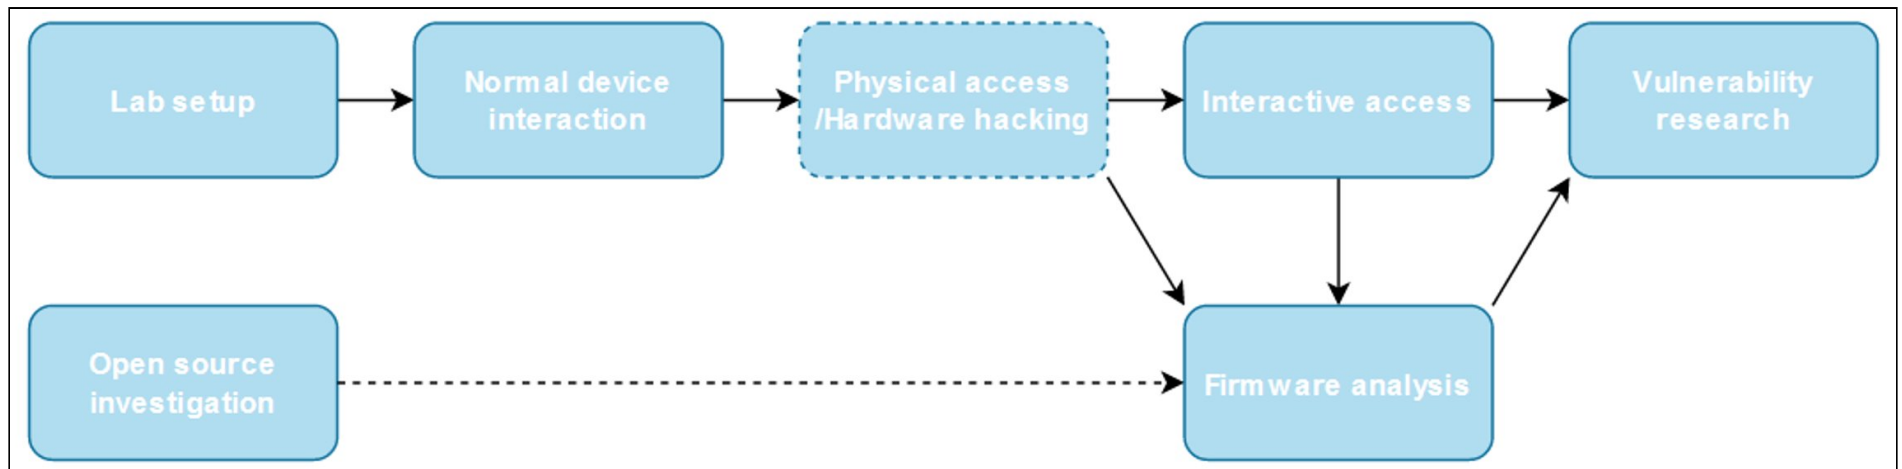 Lab setup
Normal device
interaction
Physical access
/Hardware hacking
Interactive access
Vulnerability
research
Open source
investigation
Firmware analysis